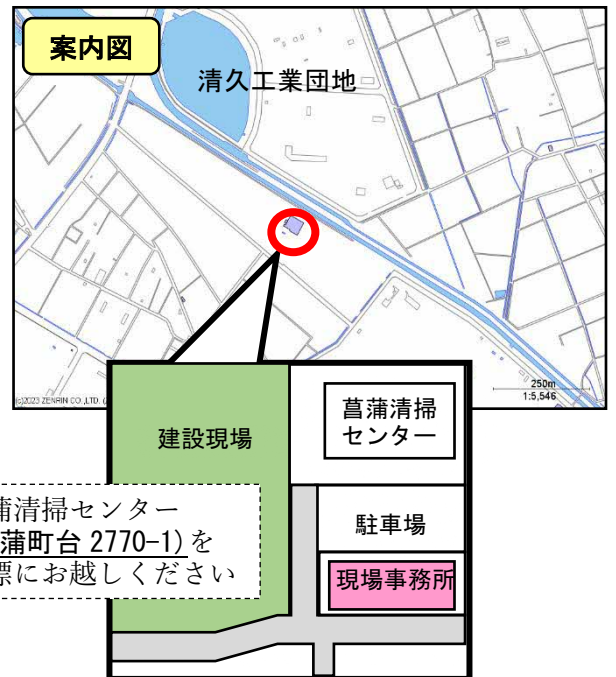 案内図
清久工業団地
250m
1:5,546
(c)2023 ZENRIN CO.,LTD. (
建設現場
菖蒲清掃
センター
蒲清掃センター
蒲町台 2770-1)を
標にお越しください
駐車場
現場事務所